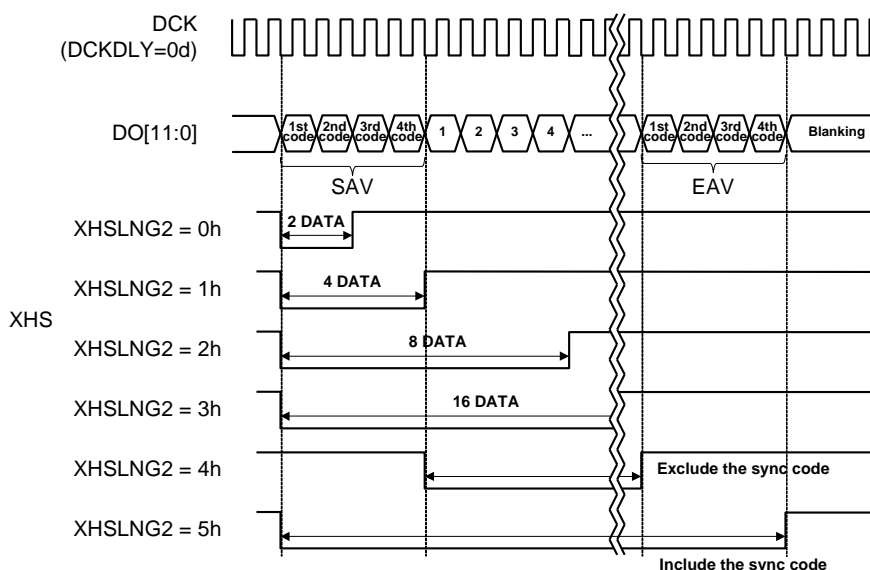 DCK
(DCKDLY=0d)
DO[11:0]
1st code
2nd code
3rd code
4th code
1
2
3
4
...
1st code
2nd code
3rd code
4th code
Blanking
SAV
EAV
XHS
XHSLNG2 = 0h
2 DATA
XHSLNG2 = 1h
4 DATA
XHSLNG2 = 2h
8 DATA
XHSLNG2 = 3h
16 DATA
XHSLNG2 = 4h
Exclude the sync code
XHSLNG2 = 5h
Include the sync code